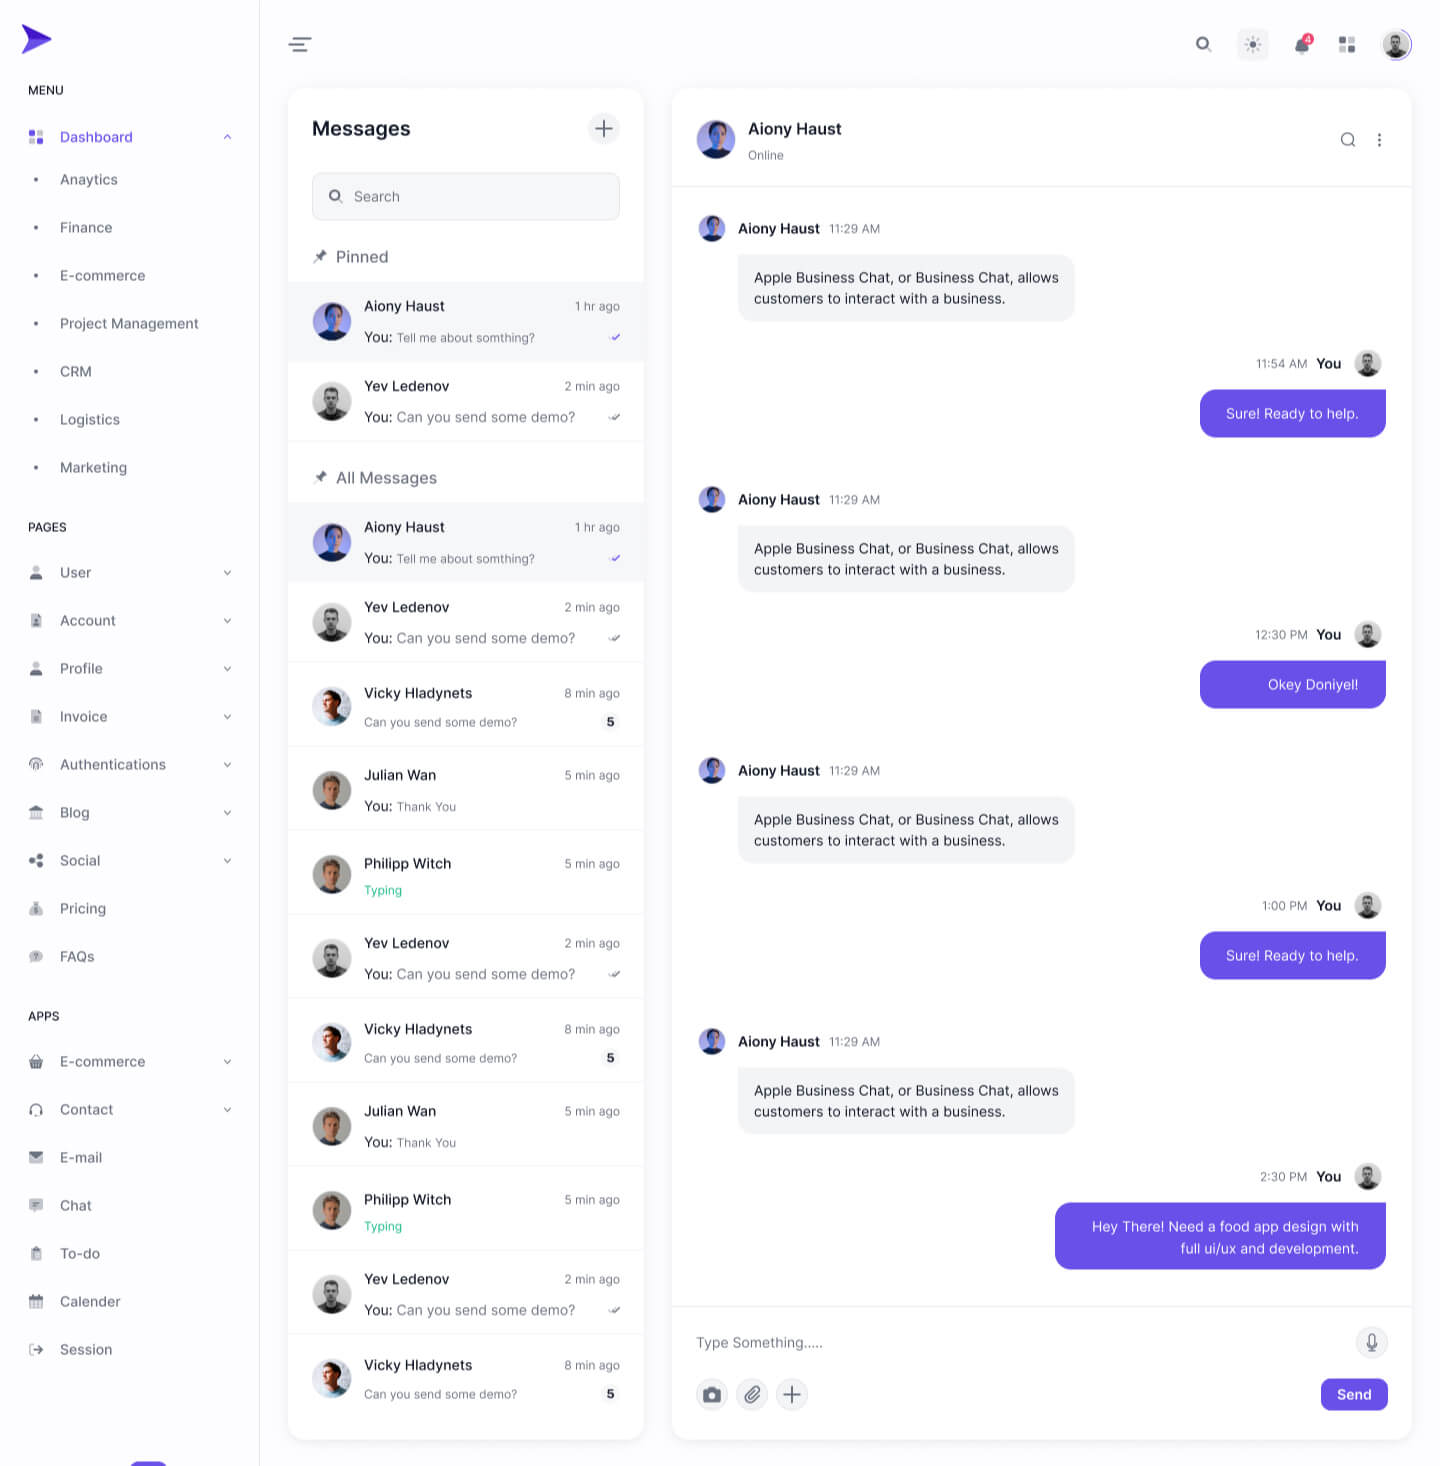 MENU
Dashboard
Anaytics
Finance
E-commerce
Project Management
CRM
Logistics
Marketing
PAGES
User
Account
Profile
Invoice
Authentications
Blog
Social
Pricing
FAQs
APPS
E-commerce
Contact
E-mail
Chat
To-do
Calender
Session
4
Messages
Search
Pinned
Aiony Haust 1 hr ago
You: Tell me about somthing?
Yev Ledenov 2 min ago
You: Can you send some demo?
All Messages
Aiony Haust 1 hr ago
You: Tell me about somthing?
Yev Ledenov 2 min ago
You: Can you send some demo?
Vicky Hladynets 8 min ago
Can you send some demo? 5
Julian Wan 5 min ago
You: Thank You
Philipp Witch 5 min ago
Typing
Yev Ledenov 2 min ago
You: Can you send some demo?
Vicky Hladynets 8 min ago
Can you send some demo? 5
Julian Wan 5 min ago
You: Thank You
Philipp Witch 5 min ago
Typing
Yev Ledenov 2 min ago
You: Can you send some demo?
Vicky Hladynets 8 min ago
Can you send some demo? 5
Aiony Haust
Online
Aiony Haust 11:29 AM
Apple Business Chat, or Business Chat, allows
customers to interact with a business.
11:54 AM You
Sure! Ready to help.
Aiony Haust 11:29 AM
Apple Business Chat, or Business Chat, allows
customers to interact with a business.
12:30 PM You
Okey Doniyel!
Aiony Haust 11:29 AM
Apple Business Chat, or Business Chat, allows
customers to interact with a business.
1:00 PM You
Sure! Ready to help.
Aiony Haust 11:29 AM
Apple Business Chat, or Business Chat, allows
customers to interact with a business.
2:30 PM You
Hey There! Need a food app design with
full ui/ux and development.
Type Something.....
Send